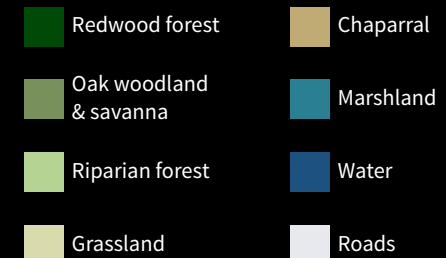 Redwood forest
Oak woodland
& savanna
Riparian forest
Grassland
Chaparral
Marshland
Water
Roads